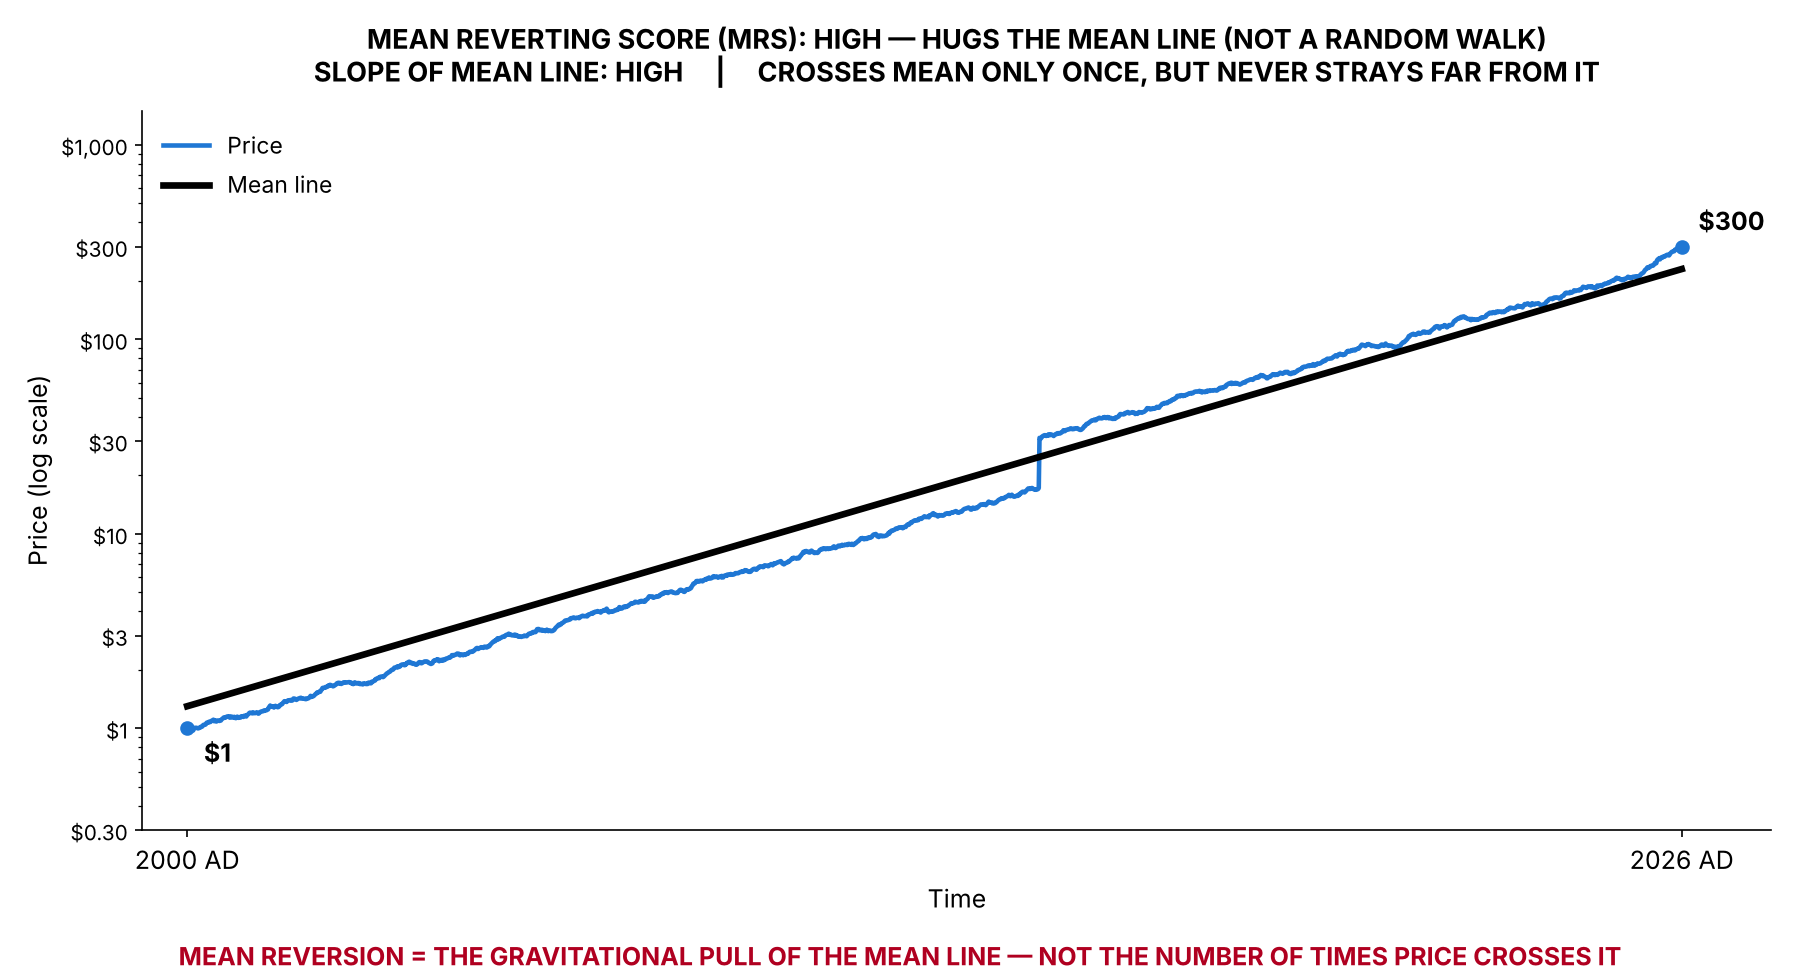 MEAN REVERTING SCORE (MRS): HIGH — HUGS THE MEAN LINE (NOT A RANDOM WALK)
SLOPE OF MEAN LINE: HIGH | CROSSES MEAN ONLY ONCE, BUT NEVER STRAYS FAR FROM IT
Price
Mean line
$1,000
$300
$100
$30
$10
$3
$1
$0.30
Price (log scale)
$300
$1
2000 AD
2026 AD
Time
MEAN REVERSION = THE GRAVITATIONAL PULL OF THE MEAN LINE — NOT THE NUMBER OF TIMES PRICE CROSSES IT